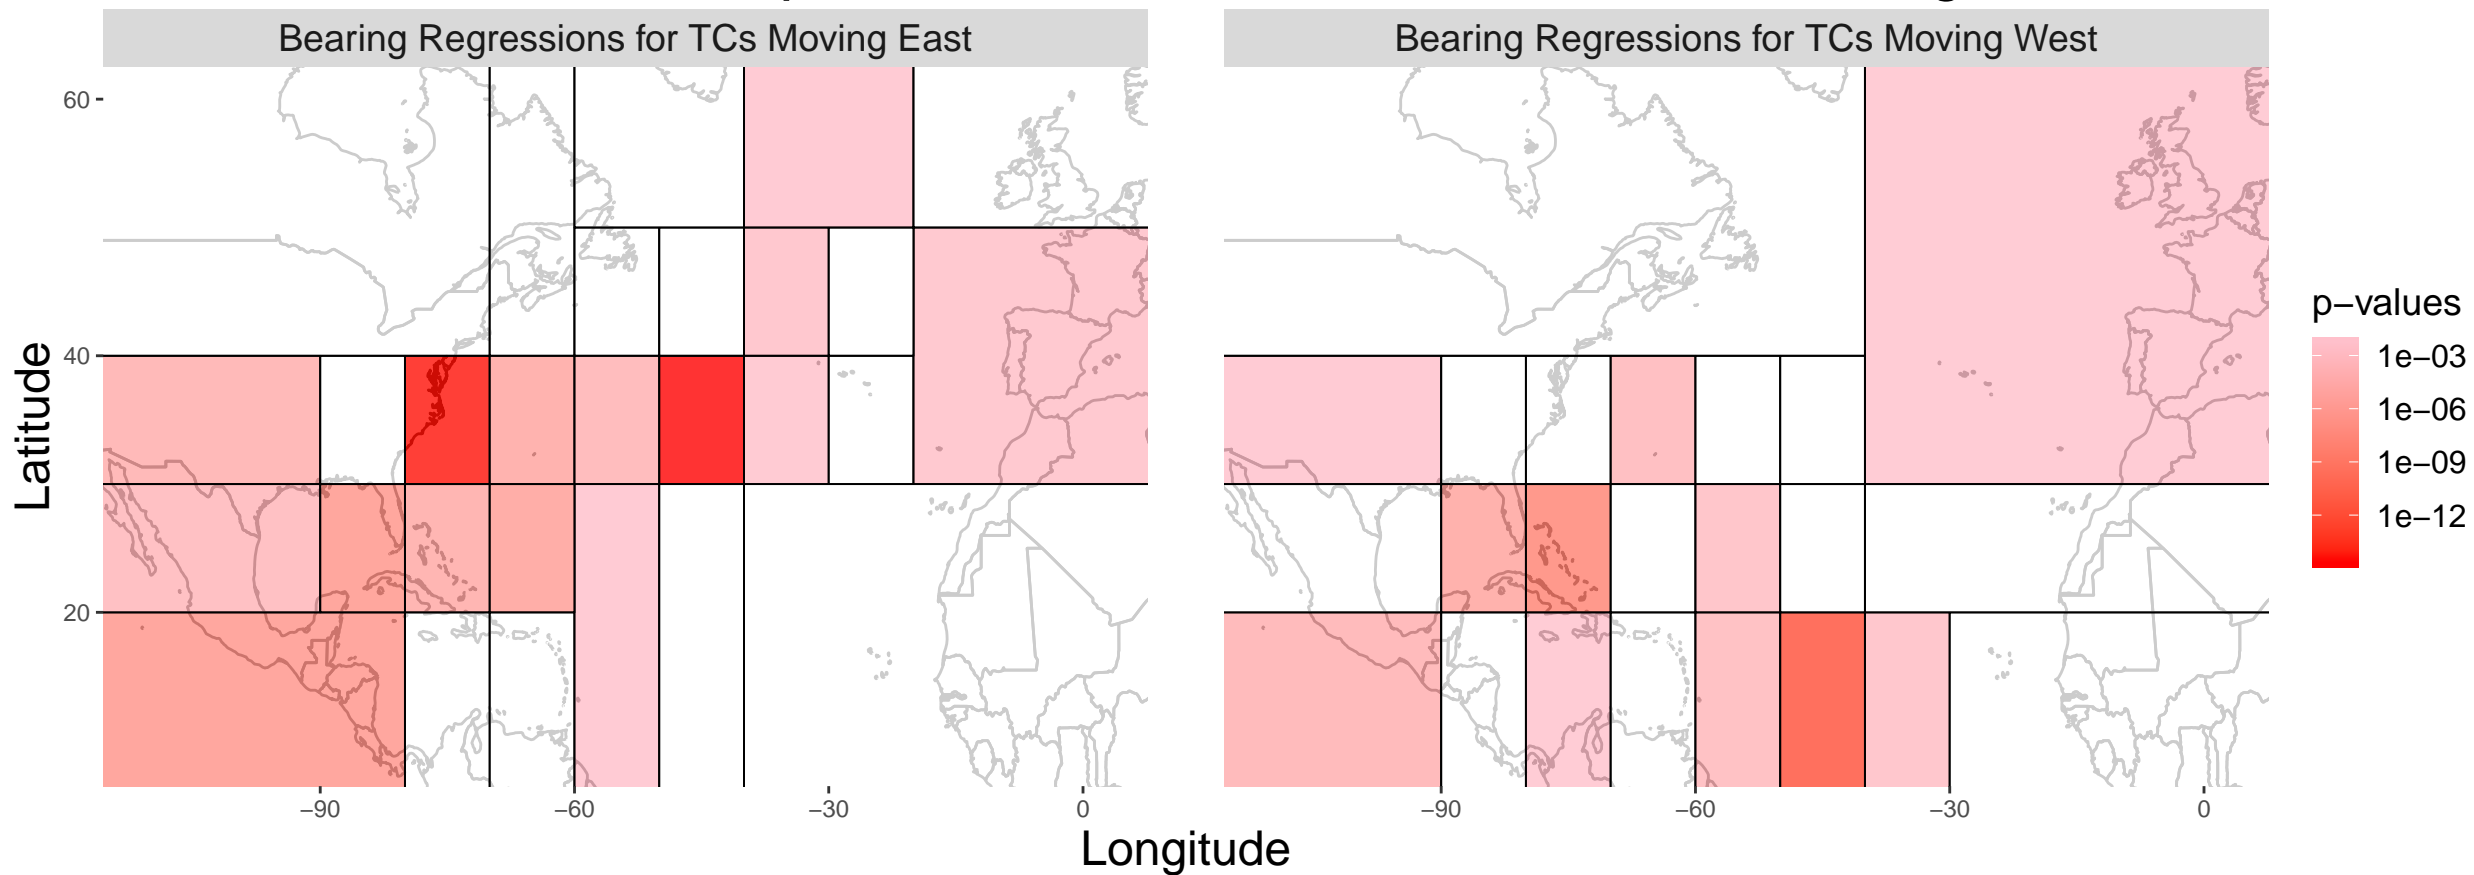 Bearing Regressions for TCs Moving East
Bearing Regressions for TCs Moving West
Latitude
60
40
20
−90
−60
−30
0
−90
−60
−30
0
Longitude
p−values
1e−03
1e−06
1e−09
1e−12